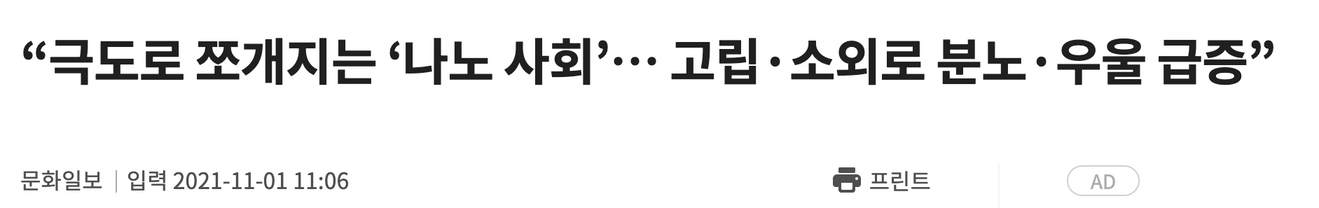 “극도로 쪼개지는 ‘나노 사회’… 고립·소외로 분노·우울 급증”
문화일보 | 입력 2021-11-01 11:06 프린트 AD